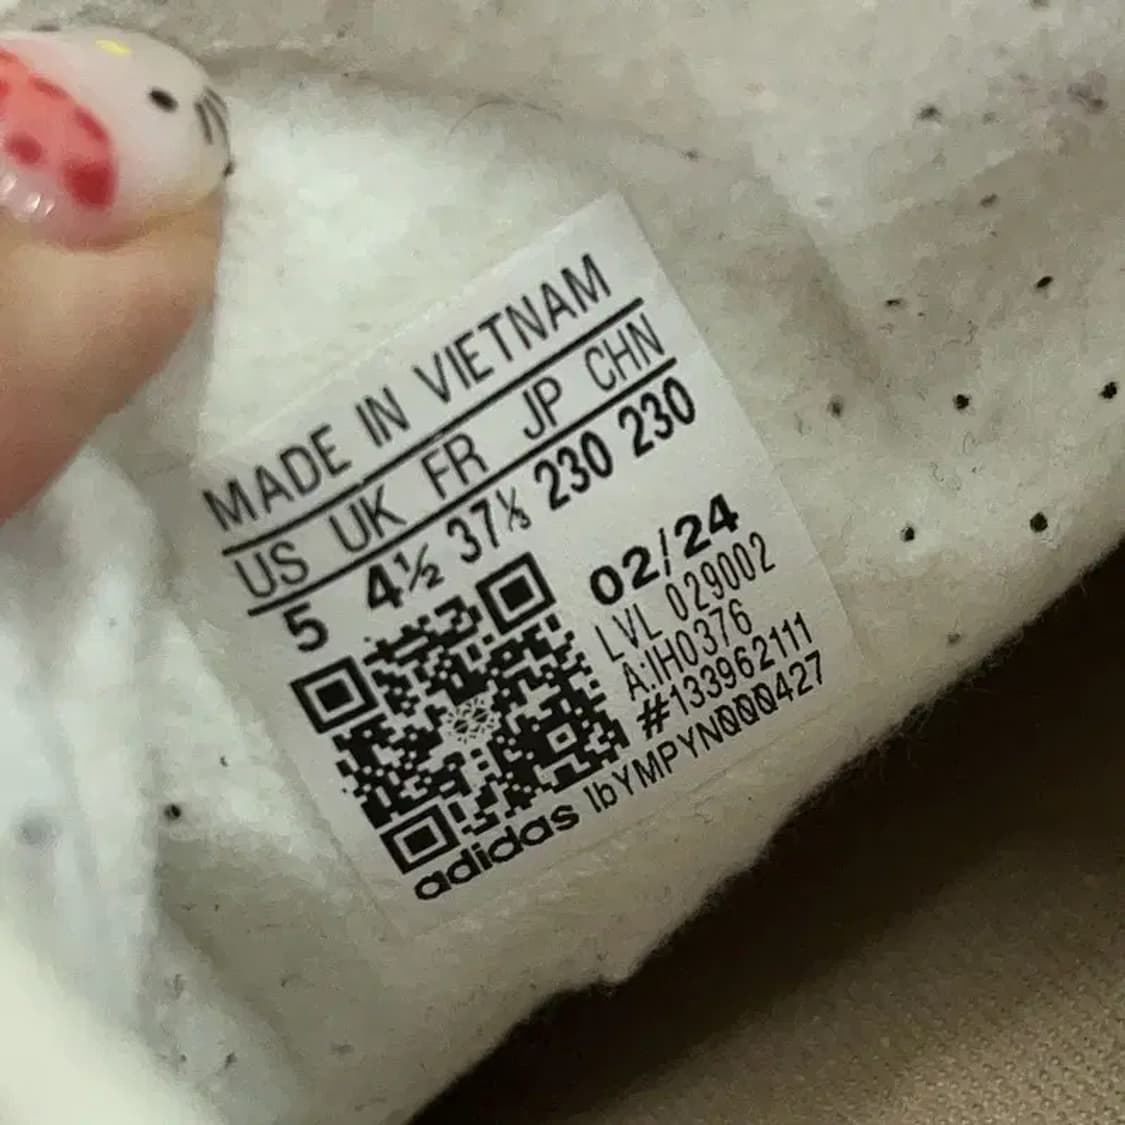 MADE IN VIETNAM
US UK FR JP CHN
5 4½ 37⅓ 230 230
02/24
LVL 029002
A:IH0376
#133962111
adidas lbYMPYNQQQ427